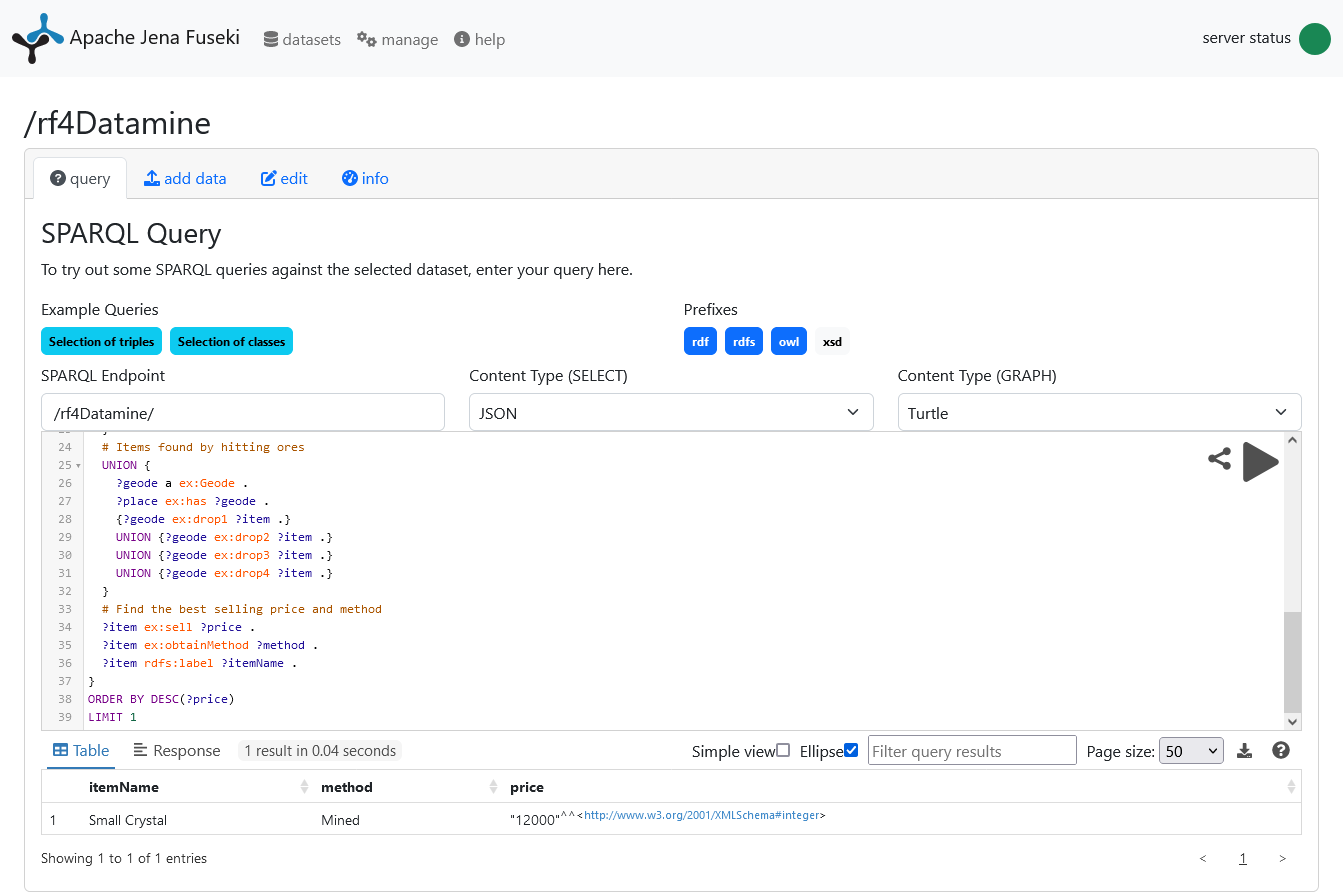 Apache Jena Fuseki datasets manage help server status
/rf4Datamine
query add data edit info
SPARQL Query
To try out some SPARQL queries against the selected dataset, enter your query here.
Example Queries Prefixes
Selection of triples Selection of classes rdf rdfs owl xsd
SPARQL Endpoint Content Type (SELECT) Content Type (GRAPH)
/rf4Datamine/ JSON Turtle
24 # Items found by hitting ores
25 UNION {
26 ?geode a ex:Geode .
27 ?place ex:has ?geode .
28 {?geode ex:drop1 ?item .}
29 UNION {?geode ex:drop2 ?item .}
30 UNION {?geode ex:drop3 ?item .}
31 UNION {?geode ex:drop4 ?item .}
32 }
33 # Find the best selling price and method
34 ?item ex:sell ?price .
35 ?item ex:obtainMethod ?method .
36 ?item rdfs:label ?itemName .
37 }
38 ORDER BY DESC(?price)
39 LIMIT 1
Table Response 1 result in 0.04 seconds Simple view Ellipse Filter query results Page size: 50
itemName method price
1 Small Crystal Mined "12000"^^<http://www.w3.org/2001/XMLSchema#integer>
Showing 1 to 1 of 1 entries < 1 >